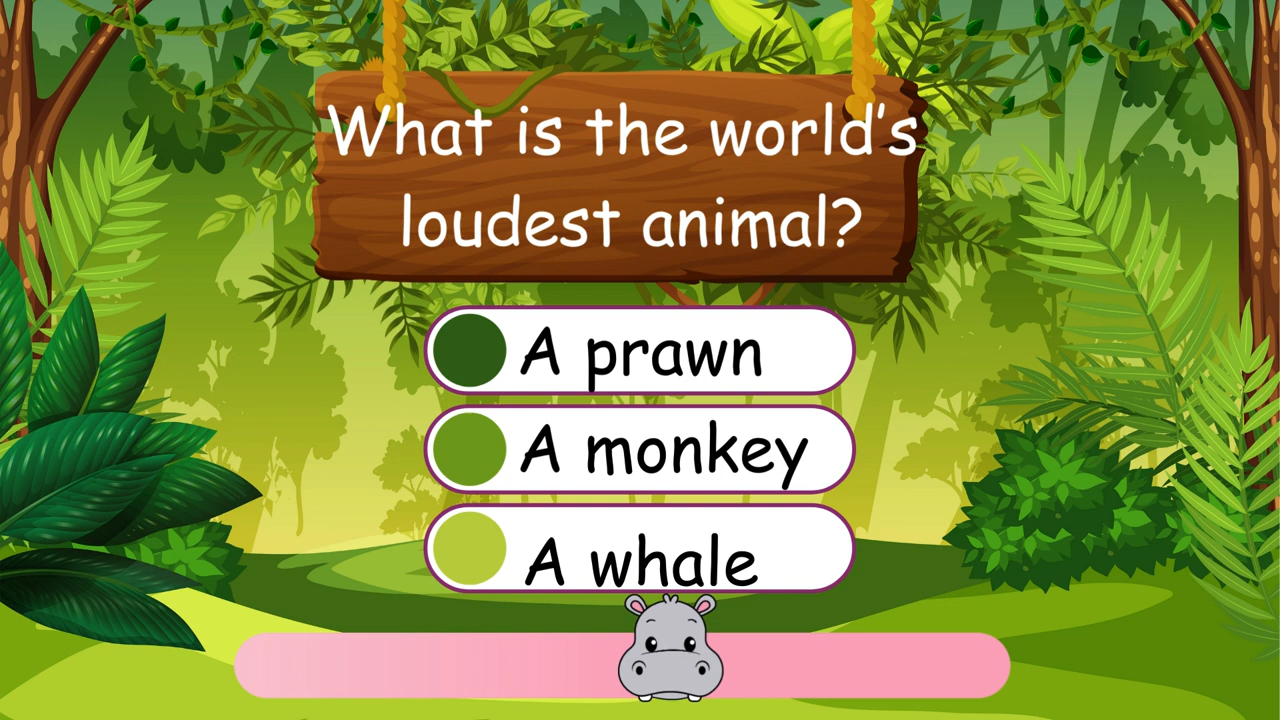 What is the world's
loudest animal?
A prawn
A monkey
A whale